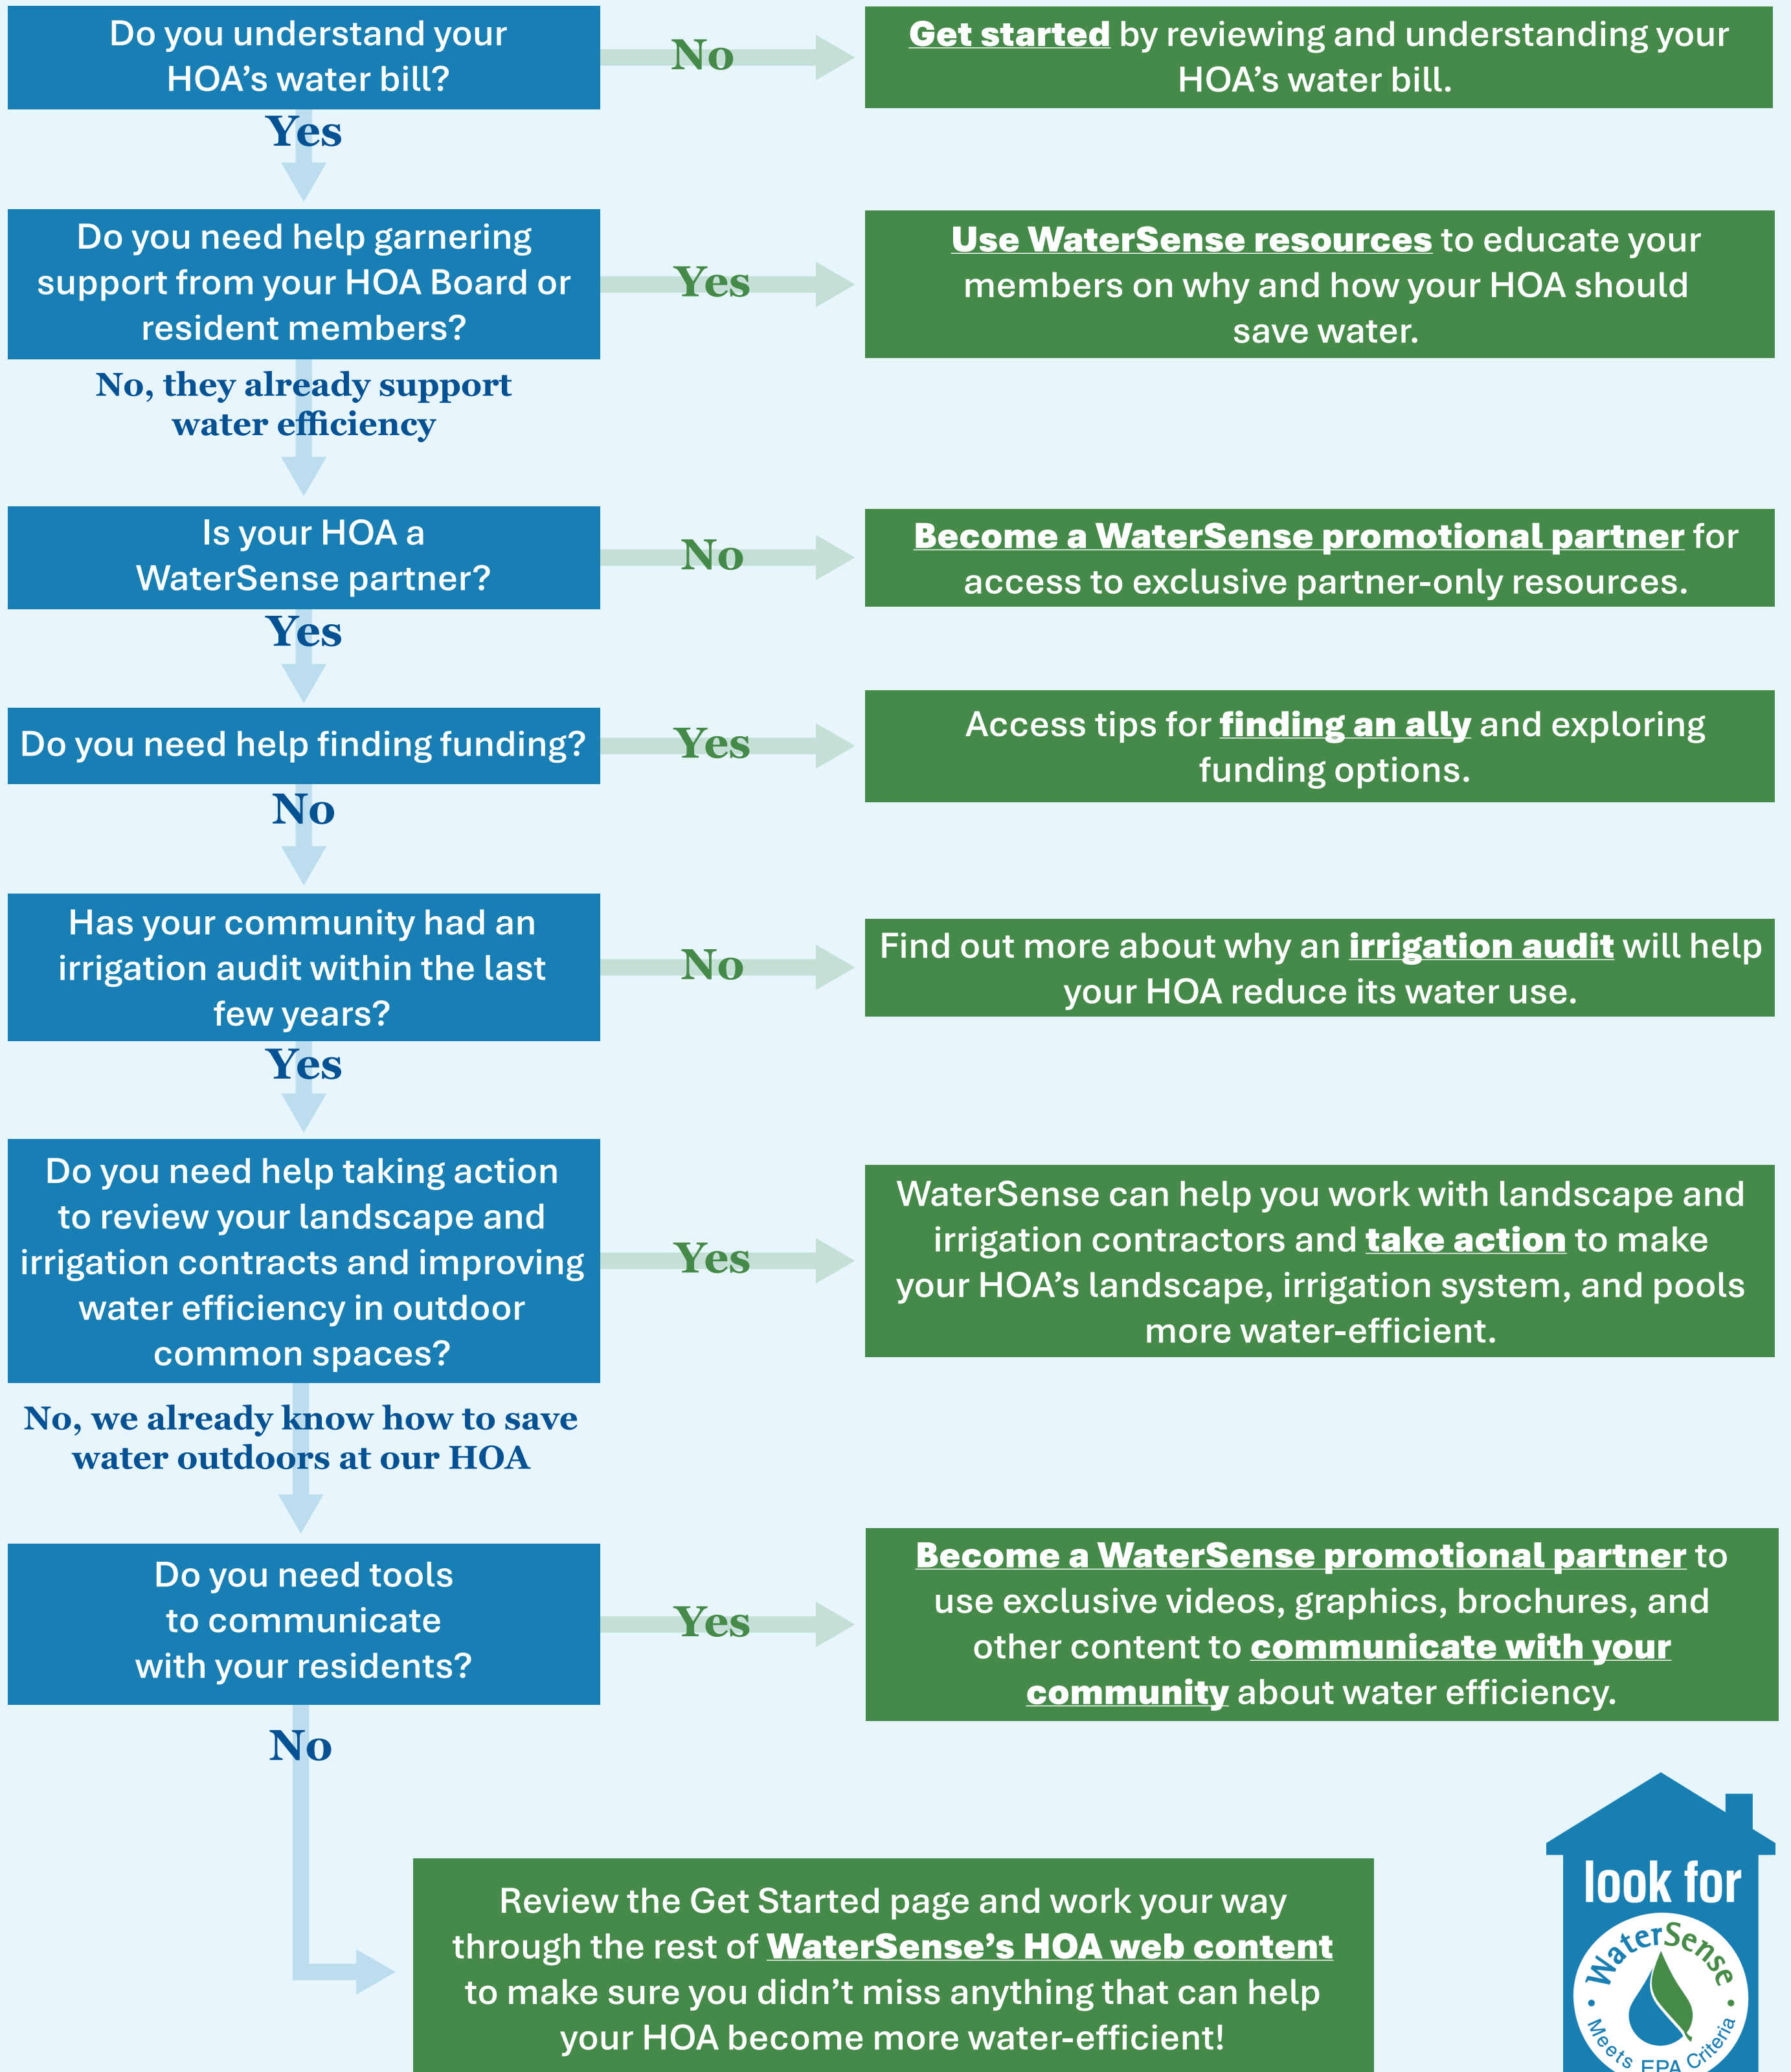 Do you understand your
HOA's water bill?
No
Get started by reviewing and understanding your
HOA's water bill.
Yes
Do you need help garnering
support from your HOA Board or
resident members?
Yes
Use WaterSense resources to educate your
members on why and how your HOA should
save water.
No, they already support
water efficiency
Is your HOA a
WaterSense partner?
No
Become a WaterSense promotional partner for
access to exclusive partner-only resources.
Yes
Do you need help finding funding?
Yes
Access tips for finding an ally and exploring
funding options.
No
Has your community had an
irrigation audit within the last
few years?
No
Find out more about why an irrigation audit will help
your HOA reduce its water use.
Yes
Do you need help taking action
to review your landscape and
irrigation contracts and improving
water efficiency in outdoor
common spaces?
Yes
WaterSense can help you work with landscape and
irrigation contractors and take action to make
your HOA's landscape, irrigation system, and pools
more water-efficient.
No, we already know how to save
water outdoors at our HOA
Do you need tools
to communicate
with your residents?
Yes
Become a WaterSense promotional partner to
use exclusive videos, graphics, brochures, and
other content to communicate with your
community about water efficiency.
No
Review the Get Started page and work your way
through the rest of WaterSense's HOA web content
to make sure you didn't miss anything that can help
your HOA become more water-efficient!
look for
WaterSense
Meets EPA Criteria